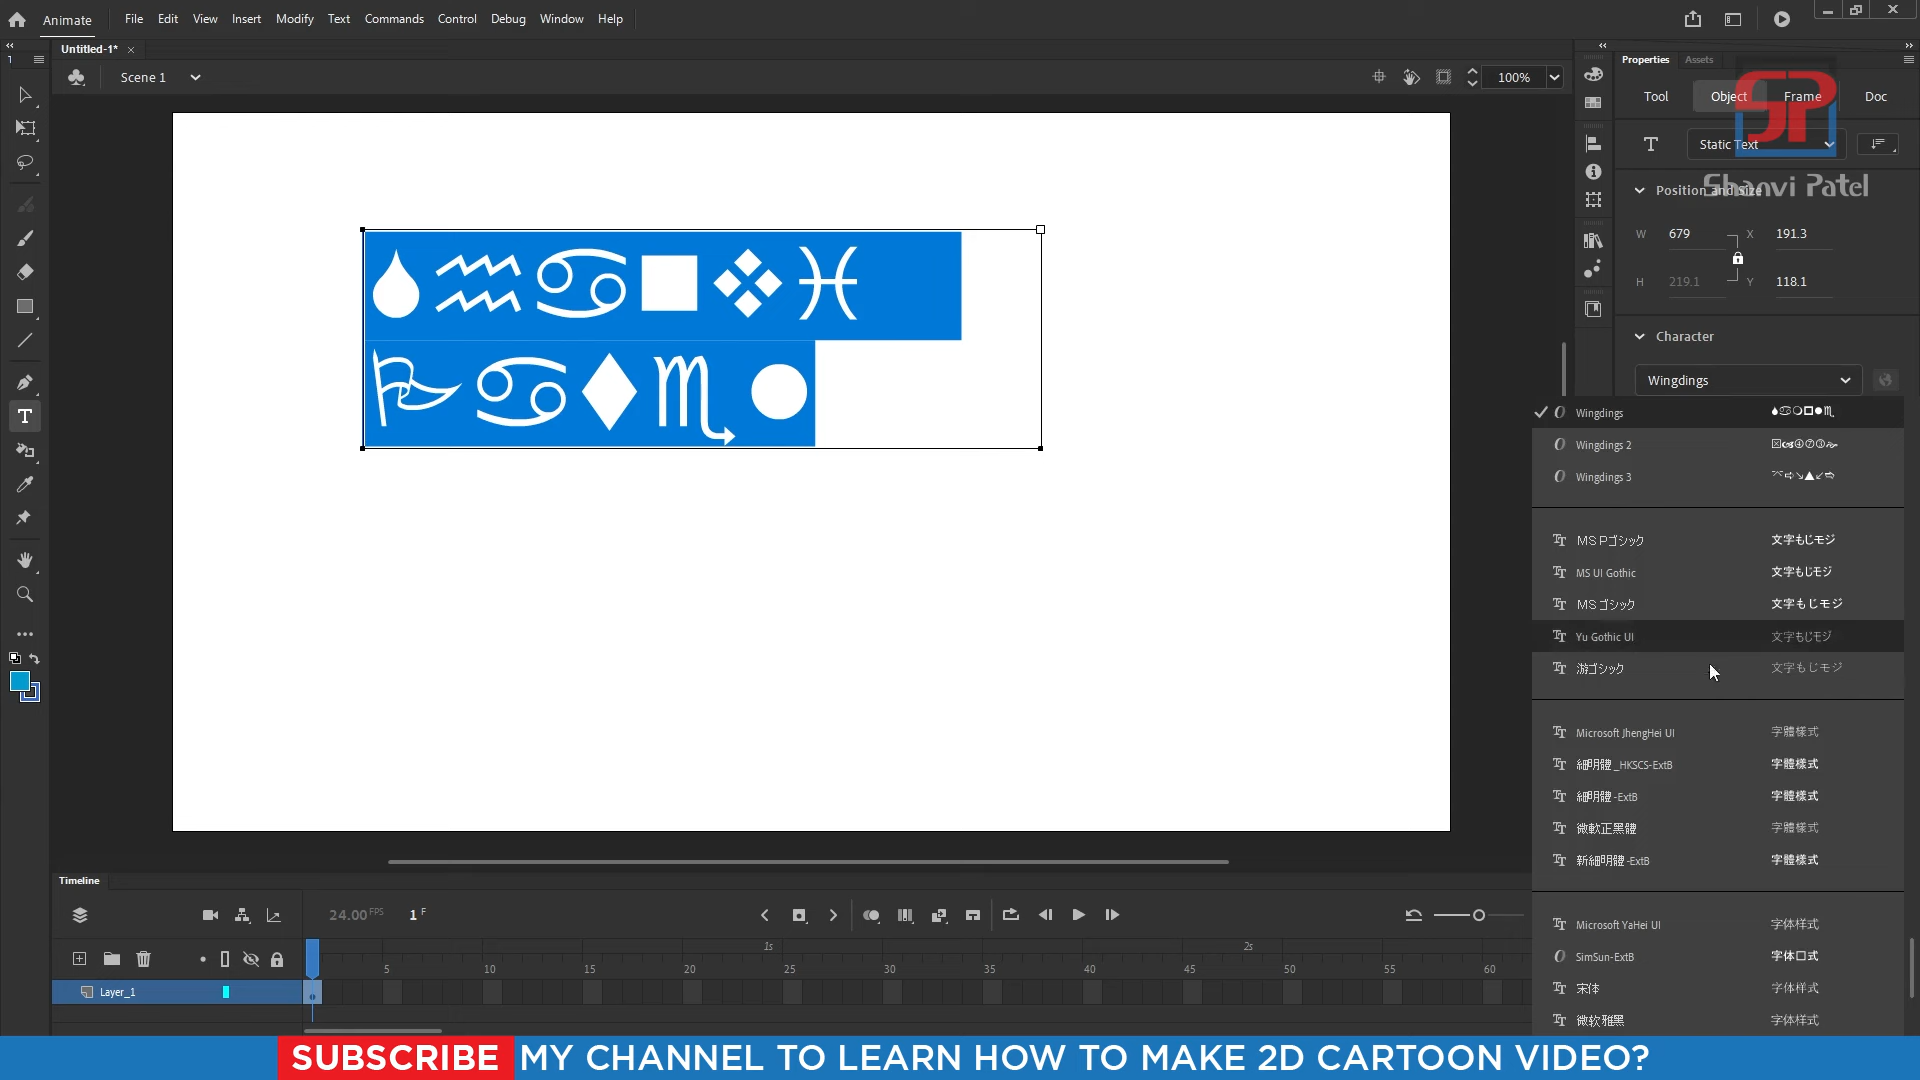 Animate File Edit View Insert Modify Text Commands Control Debug Window Help
Untitled-1*
Scene 1
100%
Properties Assets
Tool Object Frame Doc
Static Text
Shanvi Patel
Position and Size
W 679 X 191.3
H 219.1 Y 118.1
Character
Wingdings
Wingdings
Wingdings 2
Wingdings 3
MS Pゴシック 文字もじモジ
MS UI Gothic 文字もじモジ
MS ゴシック 文字もじモジ
Yu Gothic UI 文字もじモジ
游ゴシック 文字もじモジ
Microsoft JhengHei UI 字體樣式
細明體_HKSCS-ExtB 字體樣式
細明體-ExtB 字體樣式
微軟正黑體 字體樣式
新細明體-ExtB 字體樣式
Microsoft YaHei UI 字体样式
SimSun-ExtB 字体口式
宋体 字体样式
微软雅黑 字体样式
Timeline
24.00 FPS 1 F
1s 2s
5 10 15 20 25 30 35 40 45 50 55 60
Layer_1
SUBSCRIBE MY CHANNEL TO LEARN HOW TO MAKE 2D CARTOON VIDEO?